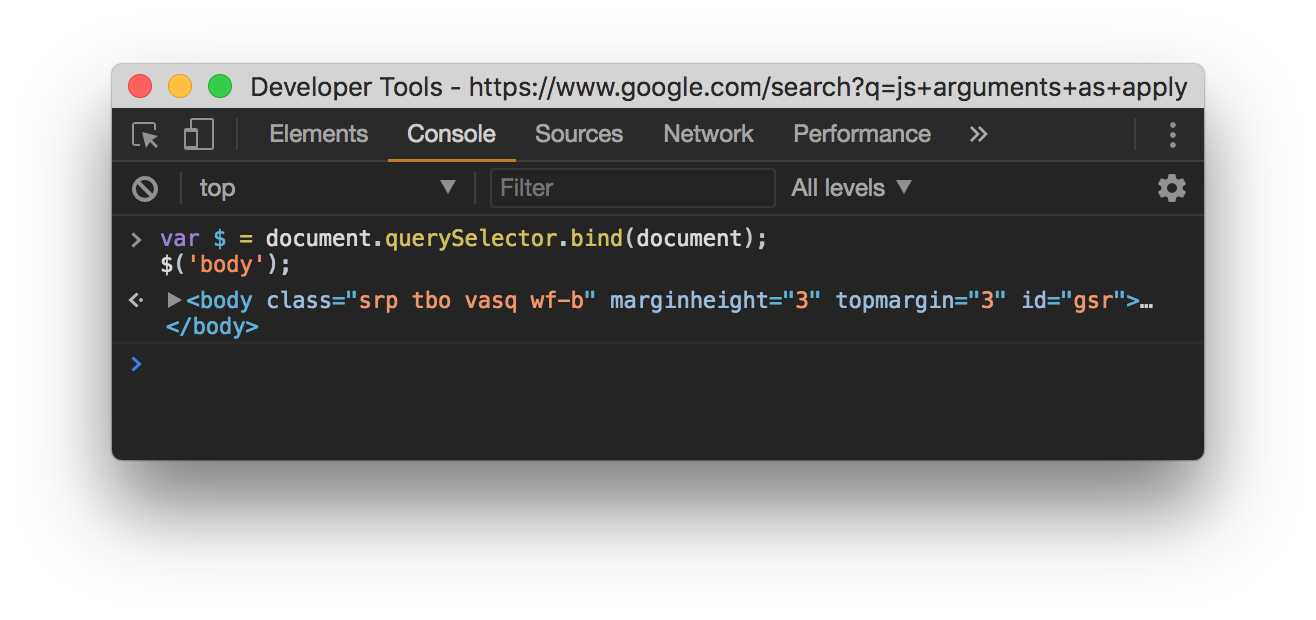 Developer Tools - https://www.google.com/search?q=js+arguments+as+apply
Elements Console Sources Network Performance »
top ▼ Filter All levels ▼
> var $ = document.querySelector.bind(document);
$('body');
<· ▶<body class="srp tbo vasq wf-b" marginheight="3" topmargin="3" id="gsr">…
</body>
>